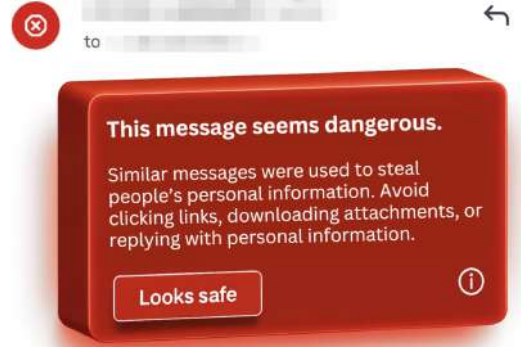 to
This message seems dangerous.
Similar messages were used to steal
people's personal information. Avoid
clicking links, downloading attachments, or
replying with personal information.
Looks safe